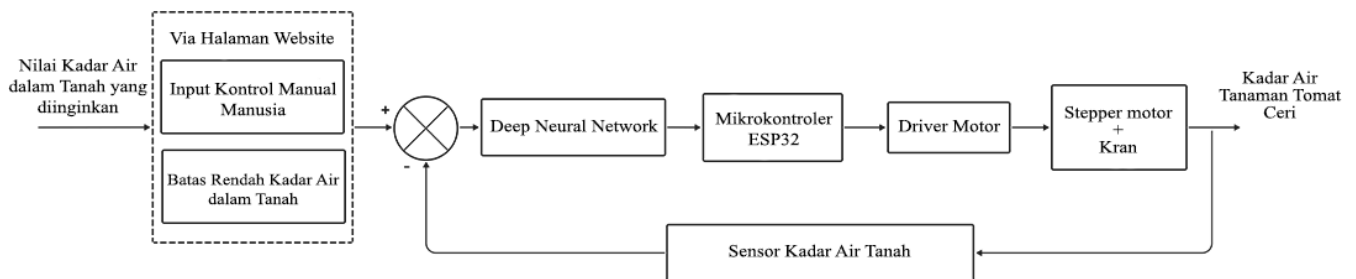 Nilai Kadar Air
dalam Tanah yang
diinginkan
Via Halaman Website
Input Kontrol Manual
Manusia
Batas Rendah Kadar Air
dalam Tanah
+
-
Deep Neural Network
Mikrokontroler
ESP32
Driver Motor
Stepper motor
+
Kran
Kadar Air
Tanaman Tomat
Ceri
Sensor Kadar Air Tanah